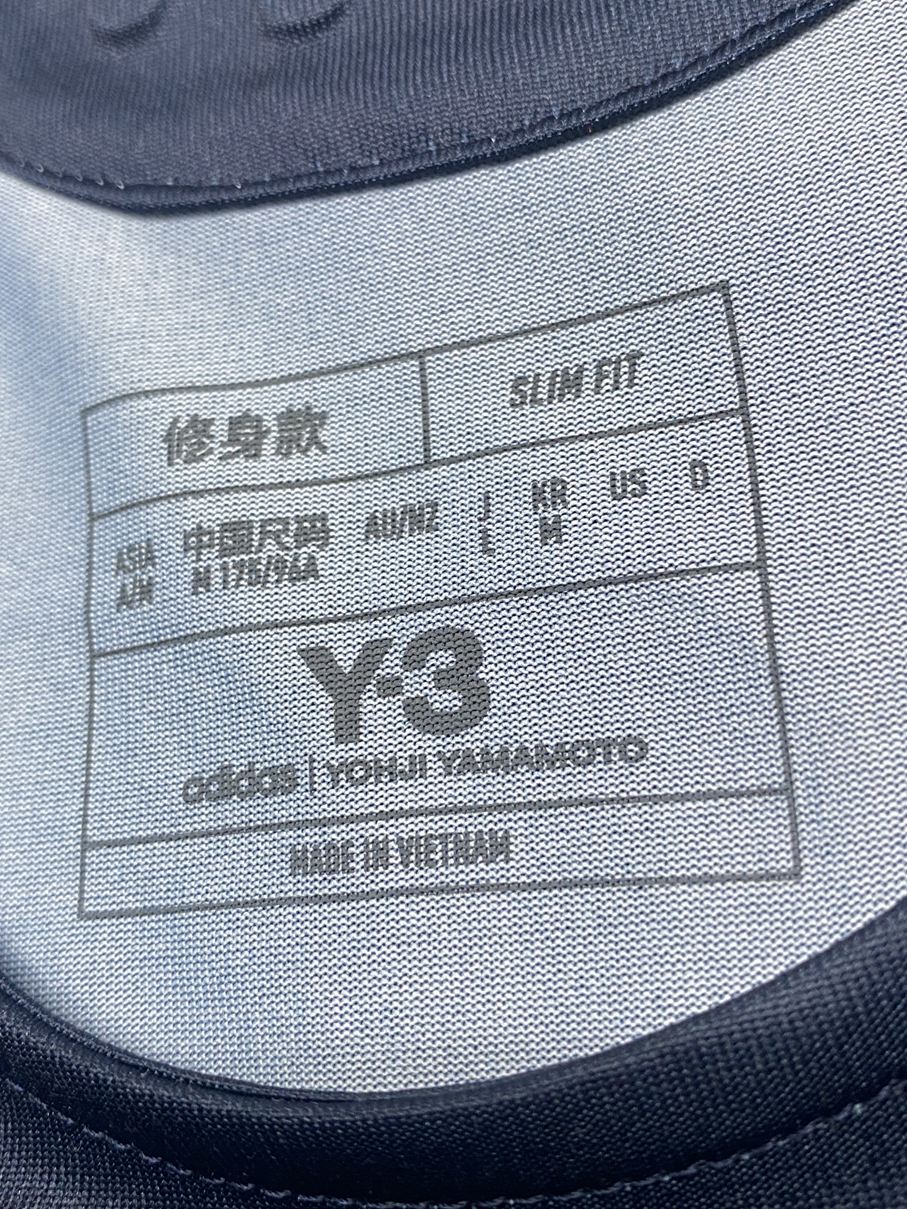 修身款 SLIM FIT
ASIA 中国尺码 AU/NZ J KR US D
A/M M 175/96A L M
Y-3
adidas | YOHJI YAMAMOTO
MADE IN VIETNAM